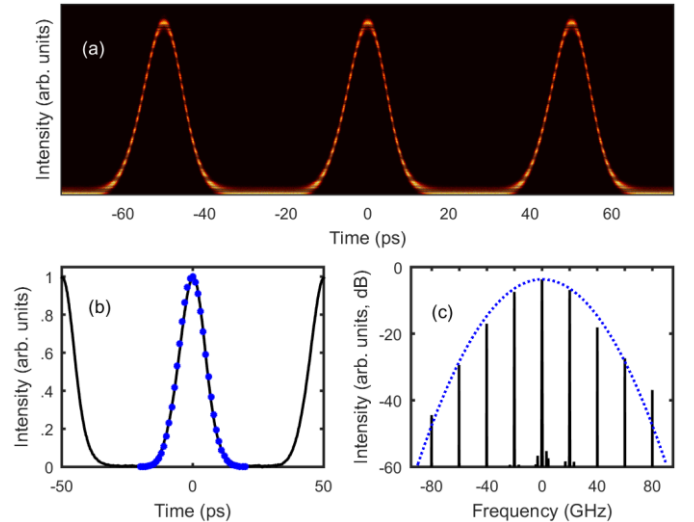 (a)
Intensity (arb. units)
-60 -40 -20 0 20 40 60
Time (ps)
(b)
Intensity (arb. units)
1
.8
.6
.4
.2
0
-50 0 50
Time (ps)
(c)
Intensity (arb. units, dB)
0
-20
-40
-60
-80 -40 0 40 80
Frequency (GHz)